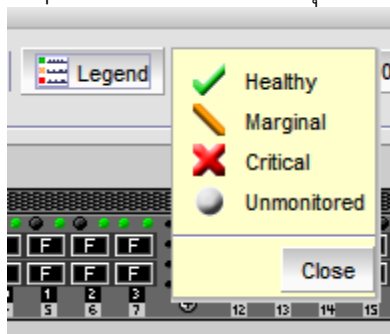 Legend
Healthy
Marginal
Critical
Unmonitored
Close
F F F
F F F
1 2 3
5 6 7 12 13 14 15